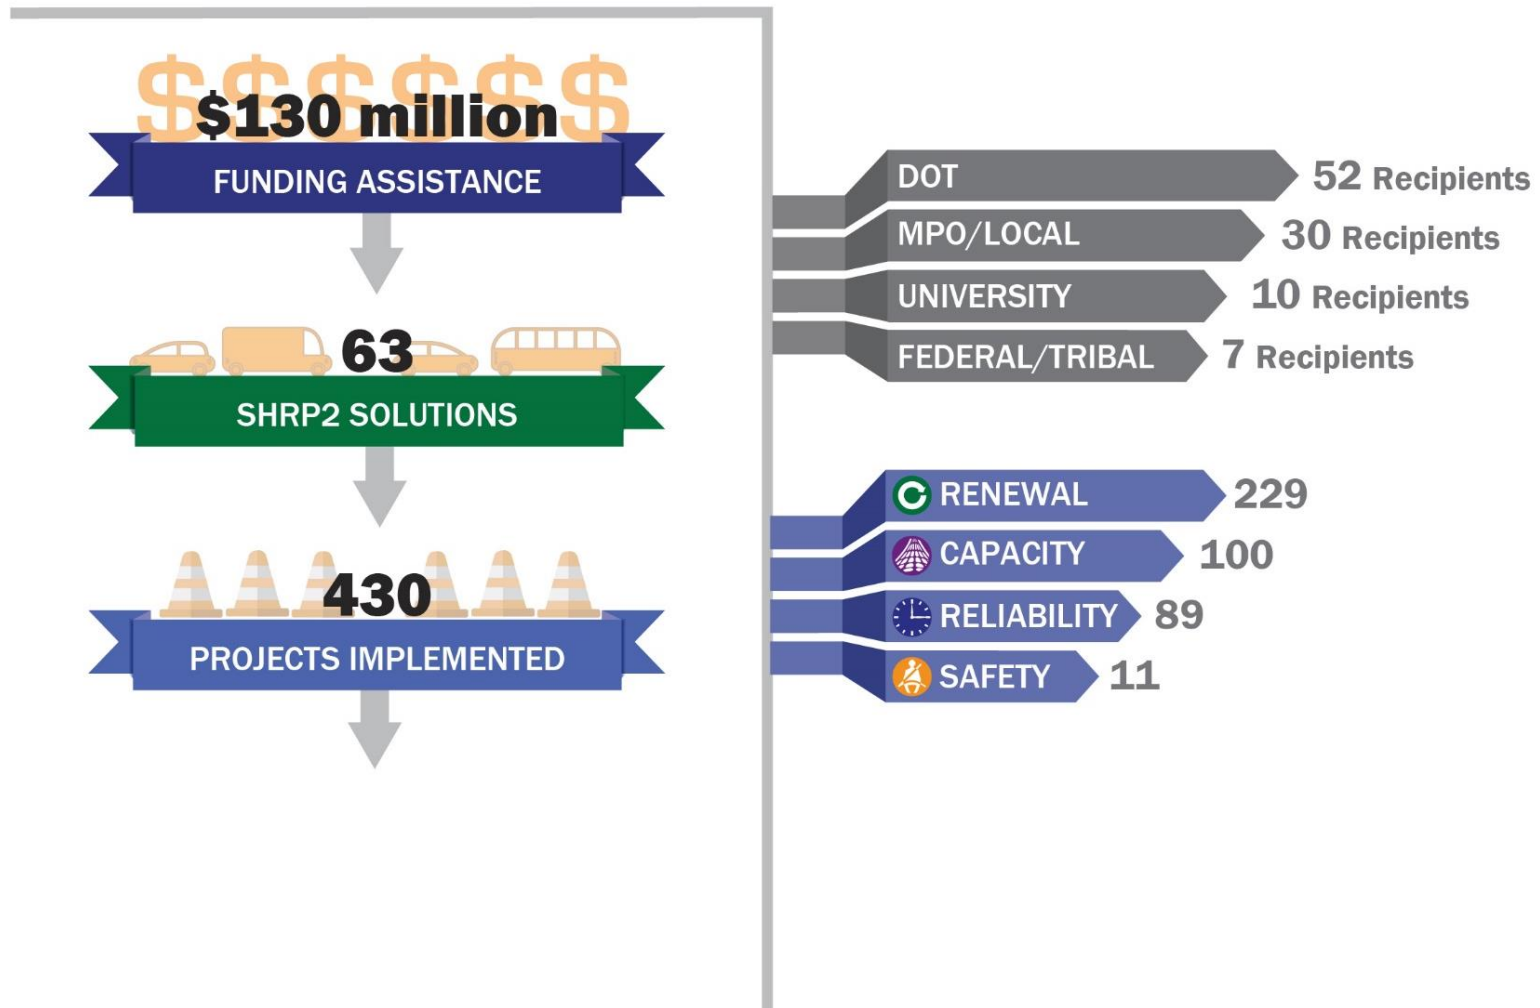 $130 million
FUNDING ASSISTANCE
63
SHRP2 SOLUTIONS
430
PROJECTS IMPLEMENTED
DOT 52 Recipients
MPO/LOCAL 30 Recipients
UNIVERSITY 10 Recipients
FEDERAL/TRIBAL 7 Recipients
RENEWAL 229
CAPACITY 100
RELIABILITY 89
SAFETY 11